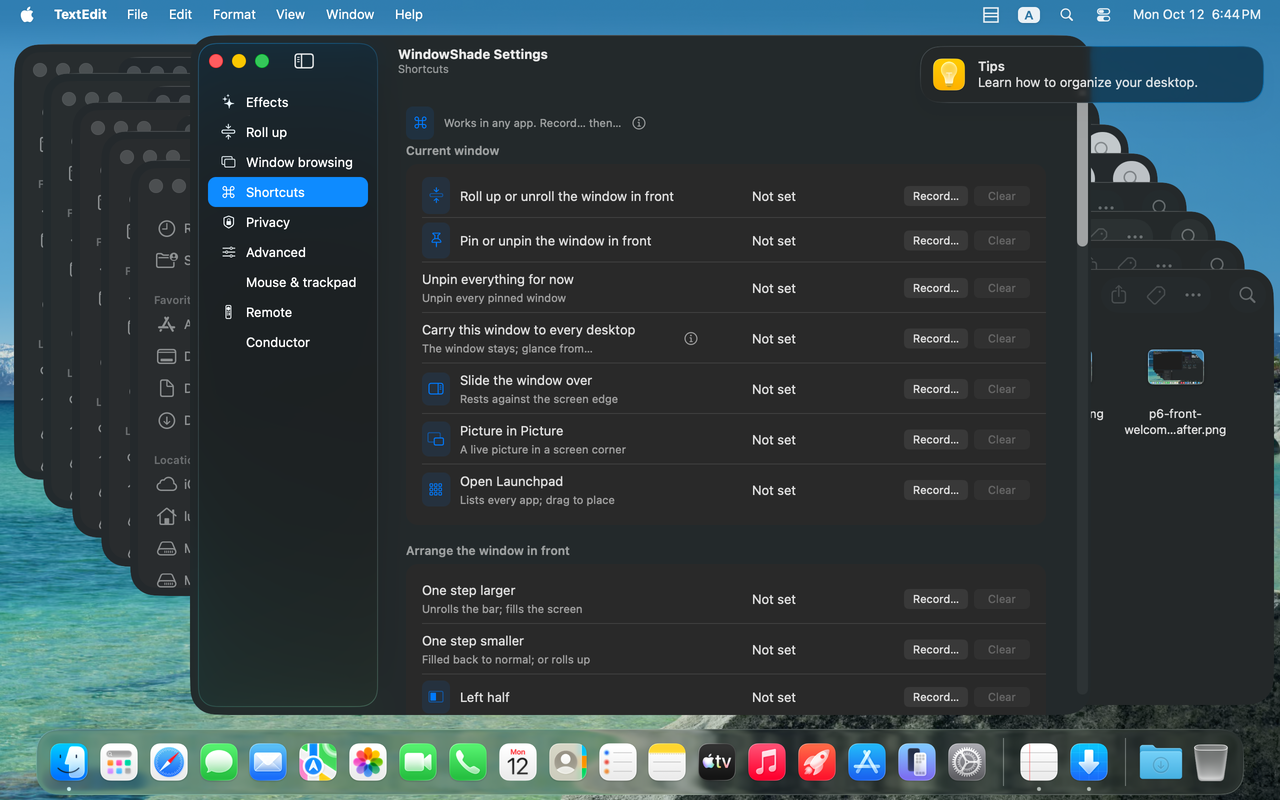 TextEdit File Edit Format View Window Help
A
Mon Oct 12 6:44 PM
WindowShade Settings
Shortcuts
Tips
Learn how to organize your desktop.
Effects
Roll up
Window browsing
Shortcuts
Privacy
Advanced
Mouse & trackpad
Remote
Conductor
Works in any app. Record... then...
Current window
Roll up or unroll the window in front Not set Record... Clear
Pin or unpin the window in front Not set Record... Clear
Unpin everything for now
Unpin every pinned window
Not set Record... Clear
Carry this window to every desktop
The window stays; glance from...
Not set Record... Clear
Slide the window over
Rests against the screen edge
Not set Record... Clear
Picture in Picture
A live picture in a screen corner
Not set Record... Clear
Open Launchpad
Lists every app; drag to place
Not set Record... Clear
Arrange the window in front
One step larger
Unrolls the bar; fills the screen
Not set Record... Clear
One step smaller
Filled back to normal; or rolls up
Not set Record... Clear
Left half Not set Record... Clear
Favorit
Locatio
ng
p6-front-
welcom...after.png
Mon
12
tv